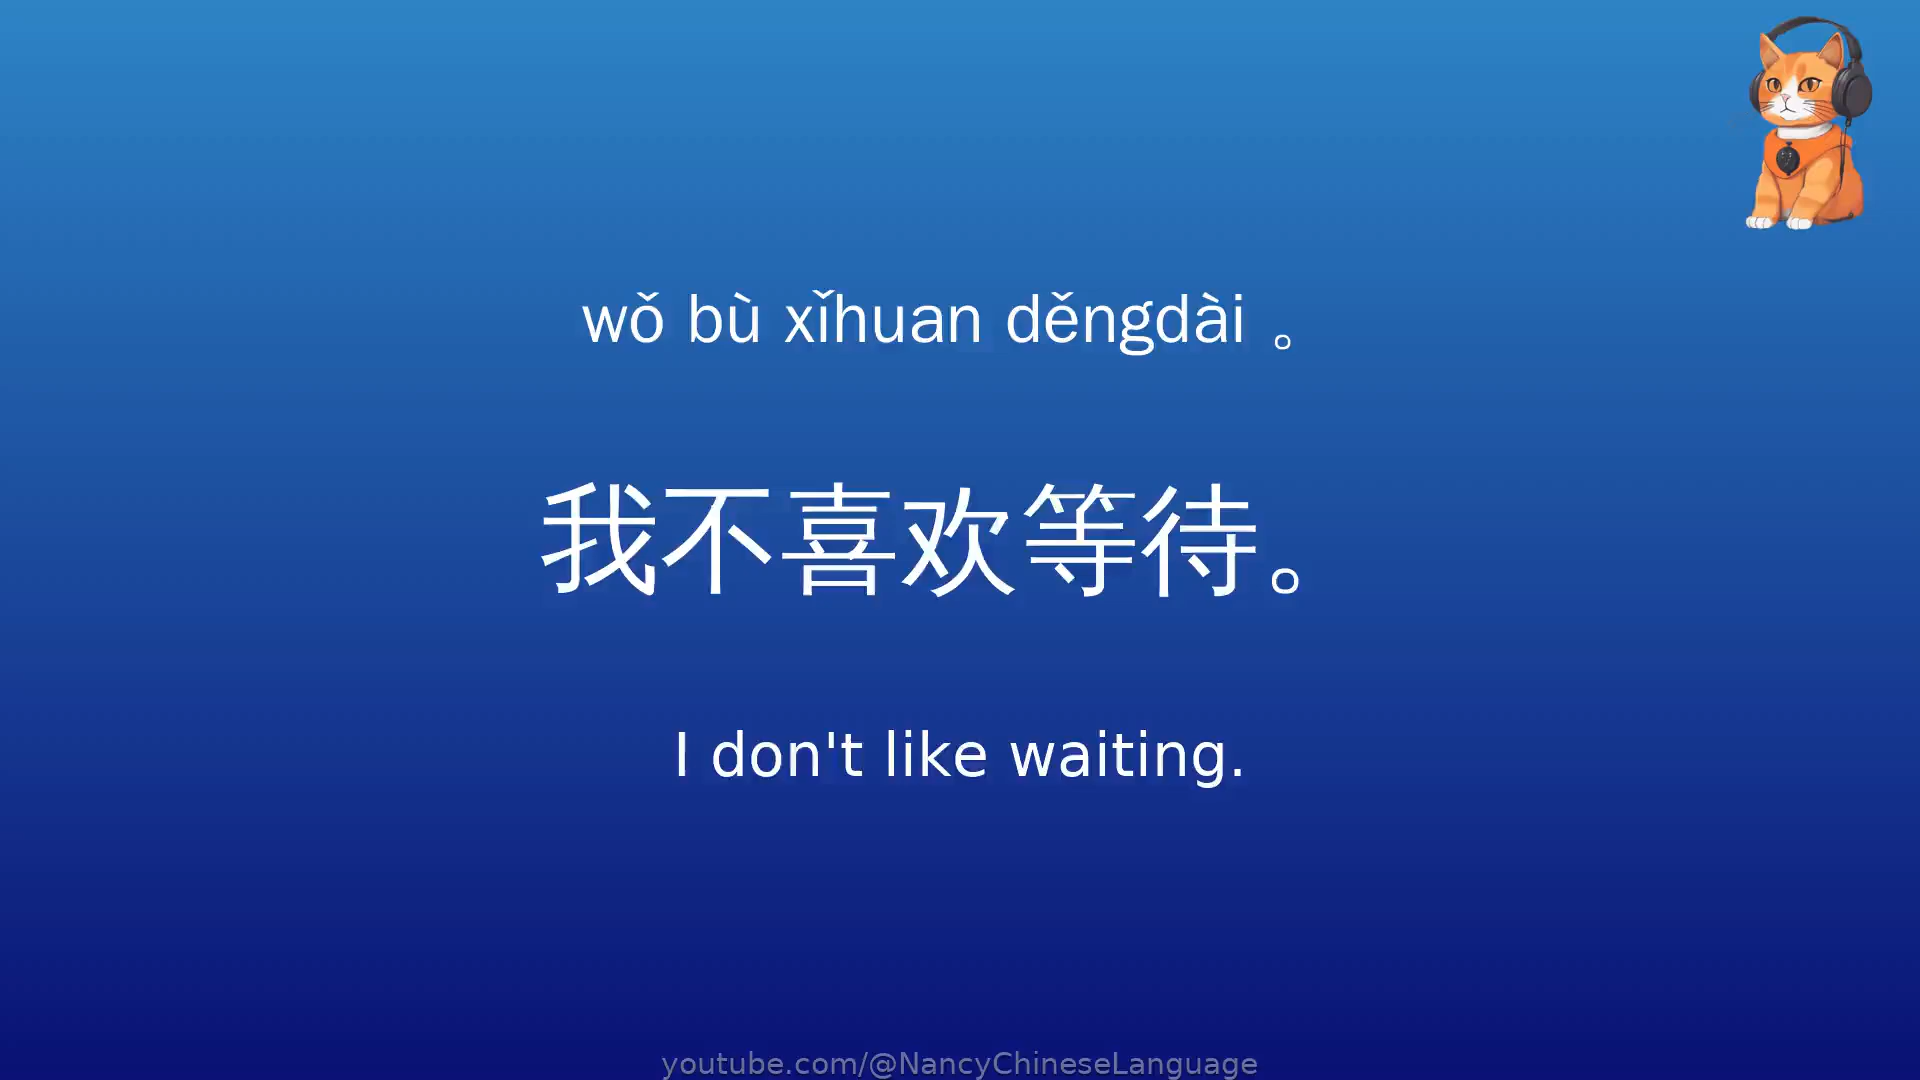 wǒ bù xǐhuan děngdài 。
我不喜欢等待。
I don't like waiting.
youtube.com/@NancyChineseLanguage